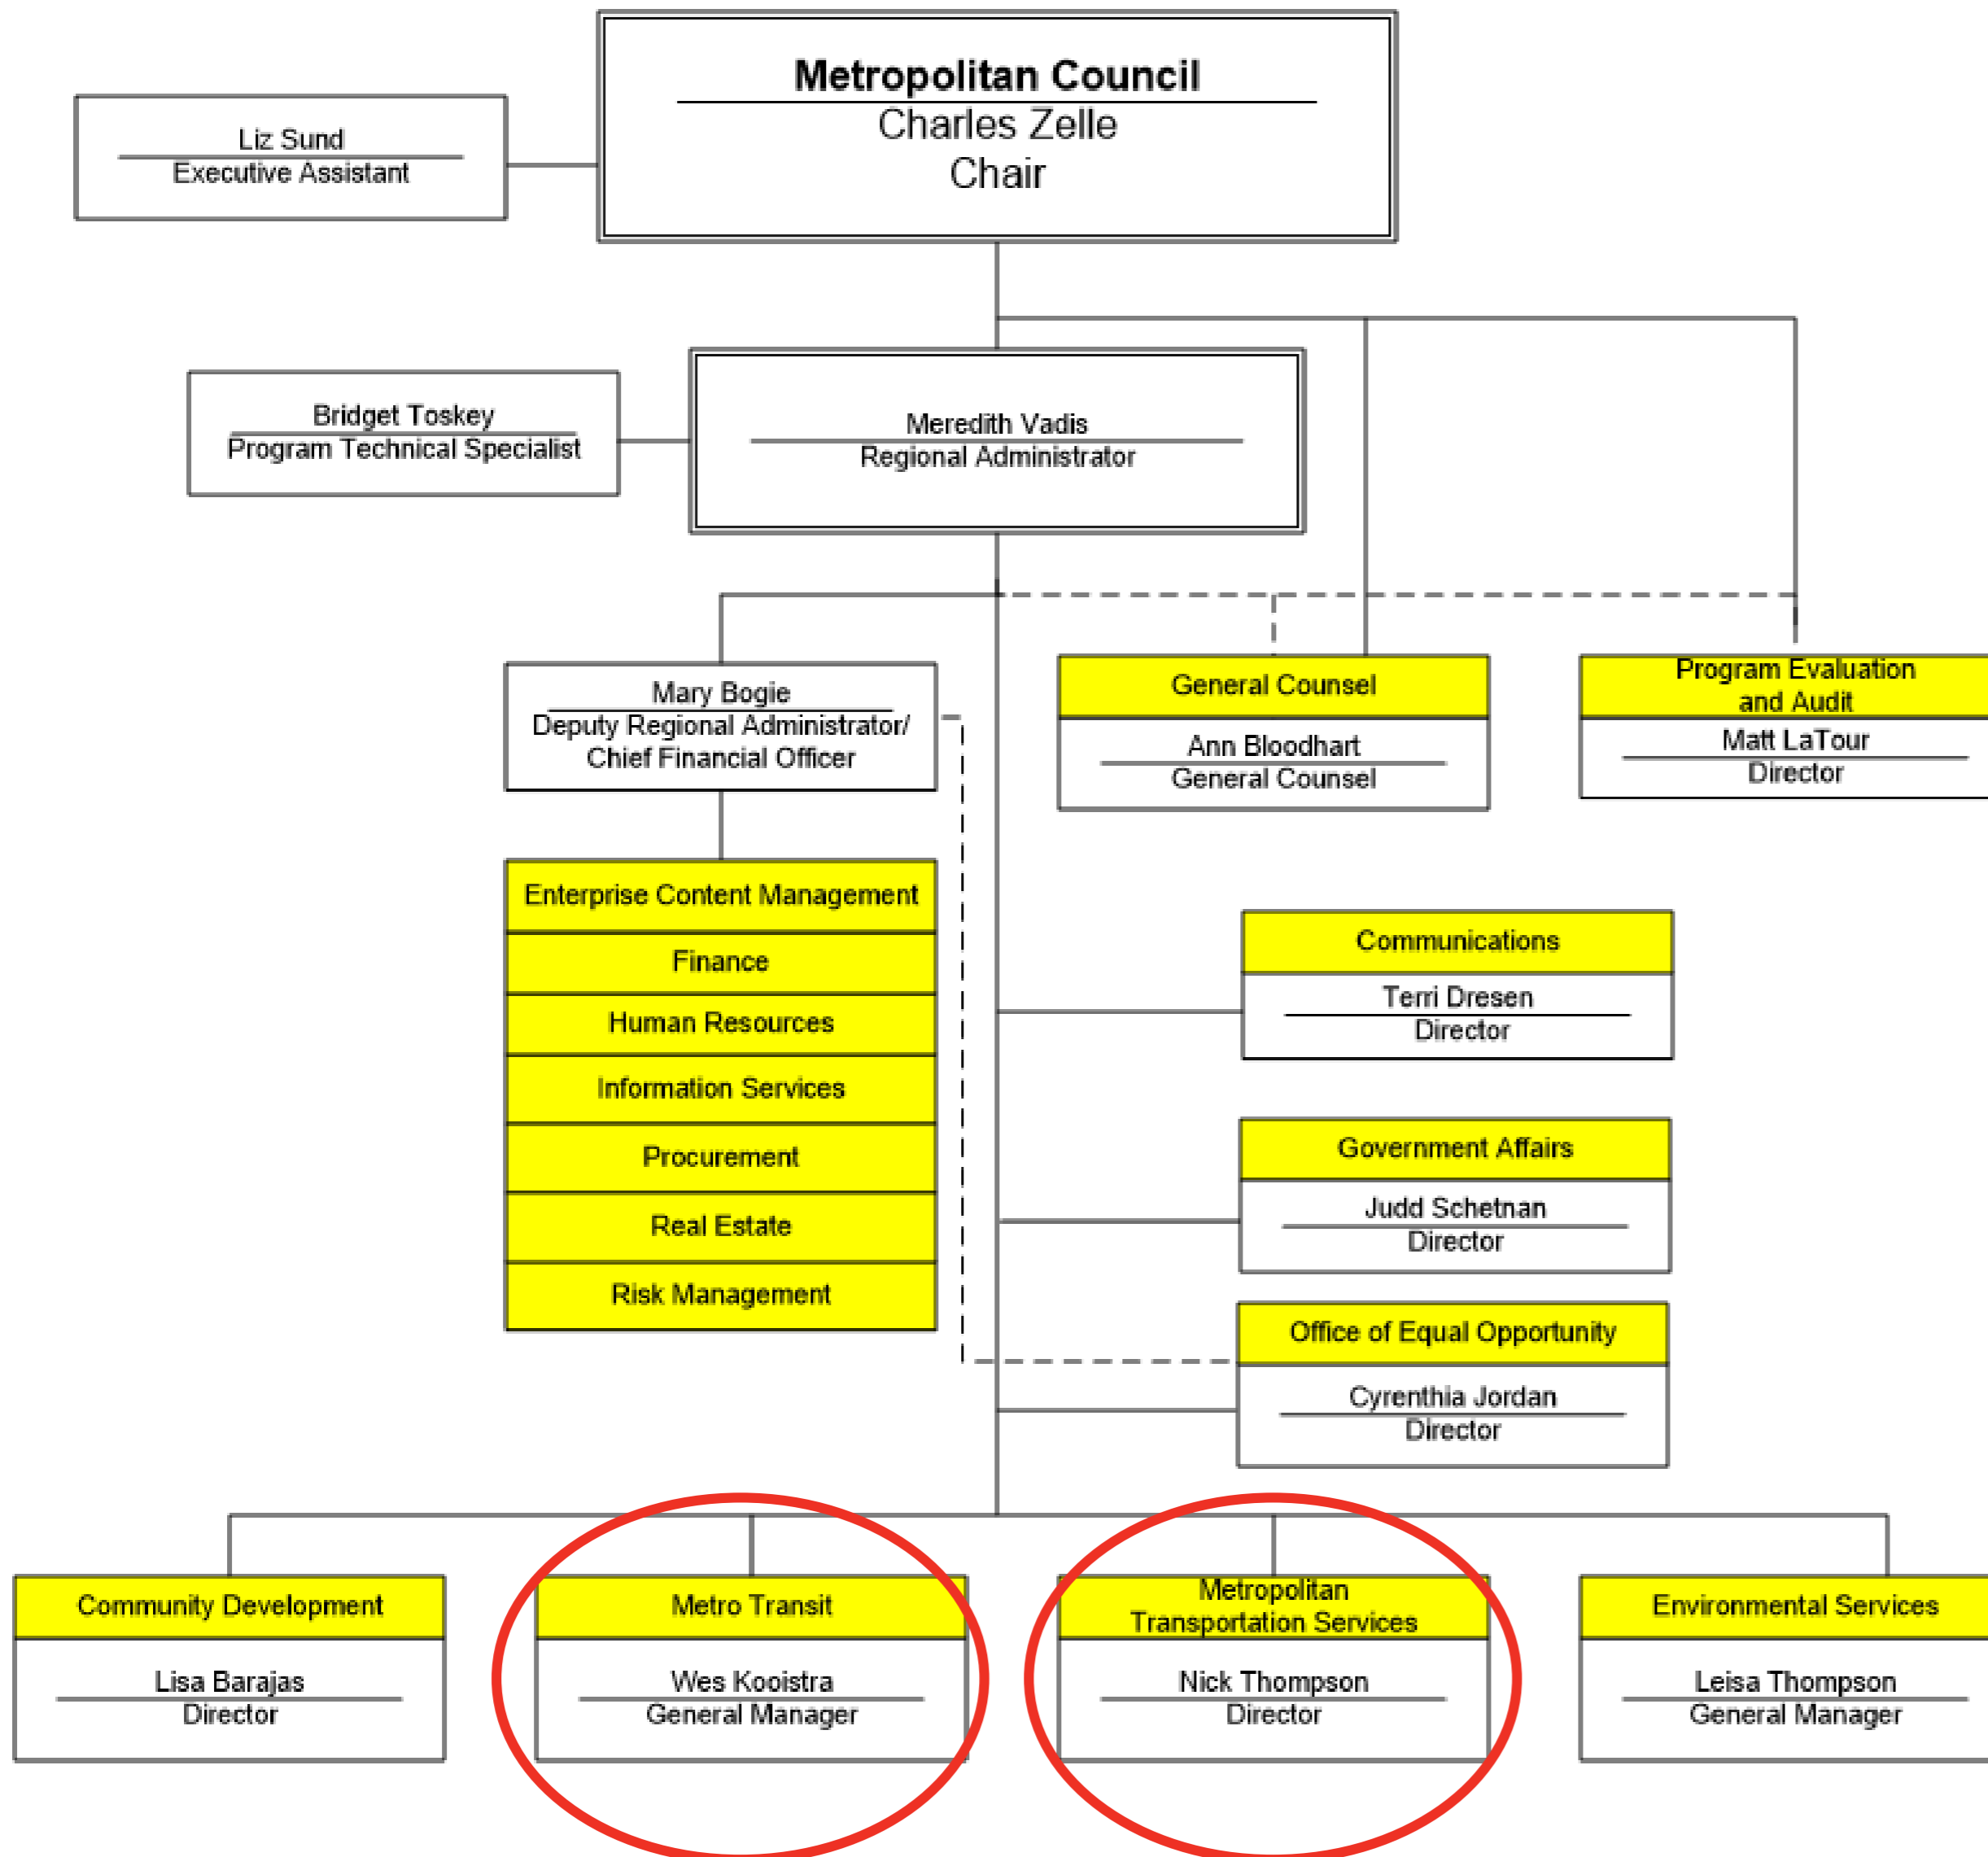 Metropolitan Council
Charles Zelle
Chair
Liz Sund
Executive Assistant
Bridget Toskey
Program Technical Specialist
Meredith Vadis
Regional Administrator
Mary Bogie
Deputy Regional Administrator/
Chief Financial Officer
General Counsel
Ann Bloodhart
General Counsel
Program Evaluation
and Audit
Matt LaTour
Director
Enterprise Content Management
Finance
Human Resources
Information Services
Procurement
Real Estate
Risk Management
Communications
Terri Dresen
Director
Government Affairs
Judd Schetnan
Director
Office of Equal Opportunity
Cyrenthia Jordan
Director
Community Development
Lisa Barajas
Director
Metro Transit
Wes Kooistra
General Manager
Metropolitan
Transportation Services
Nick Thompson
Director
Environmental Services
Leisa Thompson
General Manager